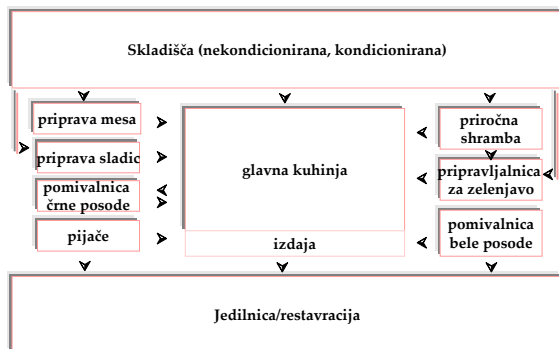 Skladišča (nekondicionirana, kondicionirana)
priprava mesa
priprava sladic
pomivalnica
črne posode
pijače
glavna kuhinja
izdaja
priročna
shramba
pripravljalnica
za zelenjavo
pomivalnica
bele posode
Jedilnica/restavracija